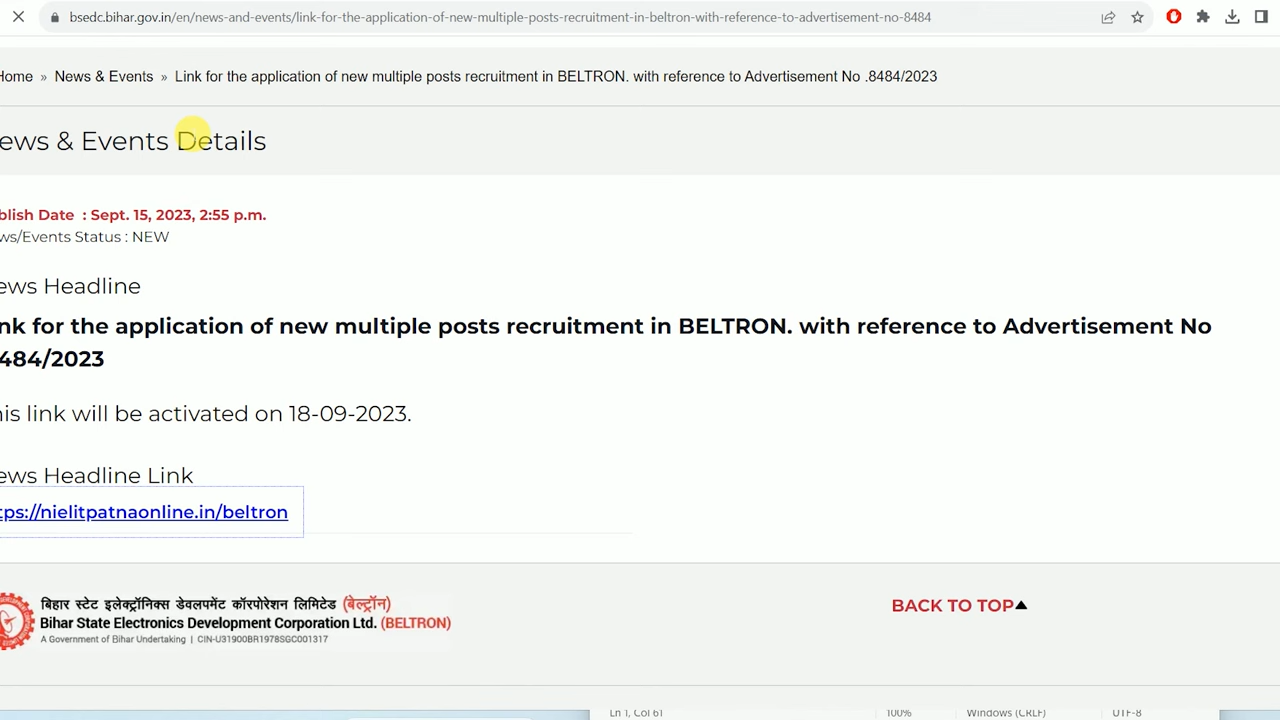 bsedc.bihar.gov.in/en/news-and-events/link-for-the-application-of-new-multiple-posts-recruitment-in-beltron-with-reference-to-advertisement-no-8484
ome » News & Events » Link for the application of new multiple posts recruitment in BELTRON. with reference to Advertisement No .8484/2023
ews & Events Details
blish Date : Sept. 15, 2023, 2:55 p.m.
ws/Events Status : NEW
ews Headline
nk for the application of new multiple posts recruitment in BELTRON. with reference to Advertisement No
484/2023
his link will be activated on 18-09-2023.
ews Headline Link
tps://nielitpatnaonline.in/beltron
बिहार स्टेट इलेक्ट्रॉनिक्स डेवलपमेंट कॉरपोरेशन लिमिटेड (बेल्ट्रॉन)
Bihar State Electronics Development Corporation Ltd. (BELTRON)
A Government of Bihar Undertaking | CIN-U31900BR1978SGC001317
BACK TO TOP
Ln 1, Col 61 100% Windows (CRLF) UTF-8